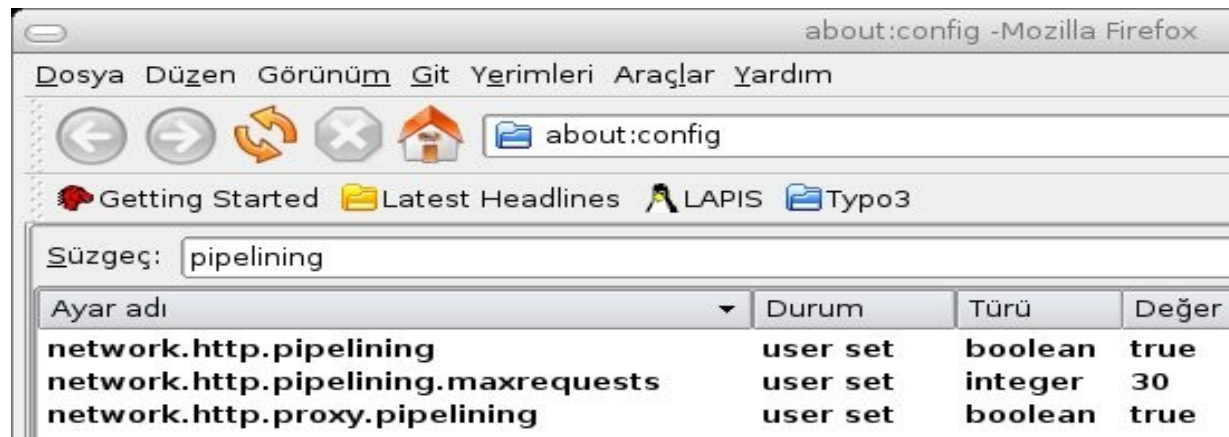 about:config -Mozilla Firefox
Dosya Düzen Görünüm Git Yerimleri Araçlar Yardım
about:config
Getting Started Latest Headlines LAPIS Typo3
Süzgeç: pipelining
Ayar adı Durum Türü Değer
network.http.pipelining user set boolean true
network.http.pipelining.maxrequests user set integer 30
network.http.proxy.pipelining user set boolean true